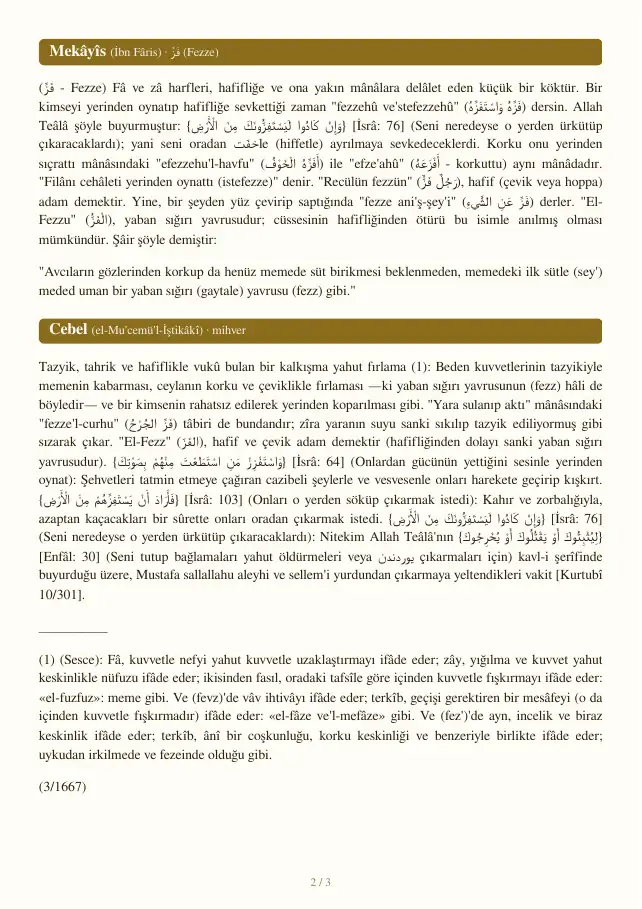 Mekâyîs (İbn Fâris) · فَزَّ (Fezze)
(فَزَّ - Fezze) Fâ ve zâ harfleri, hafifliğe ve ona yakın mânâlara delâlet eden küçük bir köktür. Bir
kimseyi yerinden oynatıp hafifliğe sevkettiği zaman "fezzehû ve'stefezzehû" (فَزَّهُ وَاسْتَفَزَّهُ) dersin. Allah
Teâlâ şöyle buyurmuştur: {وَإِنْ كَادُوا لَيَسْتَفِزُّونَكَ مِنَ الْأَرْضِ} [İsrâ: 76] (Seni neredeyse o yerden ürkütüp
çıkaracaklardı); yani seni oradan خفتle (hiffetle) ayrılmaya sevkedeceklerdi. Korku onu yerinden
sıçrattı mânâsındaki "efezzehu'l-havfu" (أَفَزَّهُ الْخَوْفُ) ile "efze'ahû" (أَفْزَعَهُ - korkuttu) aynı mânâdadır.
"Filânı cehâleti yerinden oynattı (istefezze)" denir. "Recülün fezzün" (رَجُلٌ فَزٌّ), hafif (çevik veya hoppa)
adam demektir. Yine, bir şeyden yüz çevirip saptığında "fezze ani'ş-şey'i" (فَزَّ عَنِ الشَّيءِ) derler. "El-
Fezzu" (الْفَزُّ), yaban sığırı yavrusudur; cüssesinin hafifliğinden ötürü bu isimle anılmış olması
mümkündür. Şâir şöyle demiştir:
"Avcıların gözlerinden korkup da henüz memede süt birikmesi beklenmeden, memedeki ilk sütle (sey')
meded uman bir yaban sığırı (gaytale) yavrusu (fezz) gibi."
Cebel (el-Mu'cemü'l-İştikâkî) · mihver
Tazyik, tahrik ve hafiflikle vukû bulan bir kalkışma yahut fırlama (1): Beden kuvvetlerinin tazyikiyle
memenin kabarması, ceylanın korku ve çeviklikle fırlaması —ki yaban sığırı yavrusunun (fezz) hâli de
böyledir— ve bir kimsenin rahatsız edilerek yerinden koparılması gibi. "Yara sulanıp aktı" mânâsındaki
"fezze'l-curhu" (فَزَّ الجُرْحُ) tâbiri de bundandır; zîra yaranın suyu sanki sıkılıp tazyik ediliyormuş gibi
sızarak çıkar. "El-Fezz" (الفَزّ), hafif ve çevik adam demektir (hafifliğinden dolayı sanki yaban sığırı
yavrusudur). {وَاسْتَفْزِزْ مَنِ اسْتَطَعْتَ مِنْهُمْ بِصَوْتِكَ} [İsrâ: 64] (Onlardan gücünün yettiğini sesinle yerinden
oynat): Şehvetleri tatmin etmeye çağıran cazibeli şeylerle ve vesvesenle onları harekete geçirip kışkırt.
{فَأَرَادَ أَنْ يَسْتَفِزَّهُمْ مِنَ الْأَرْضِ} [İsrâ: 103] (Onları o yerden söküp çıkarmak istedi): Kahır ve zorbalığıyla,
azaptan kaçacakları bir sûrette onları oradan çıkarmak istedi. {وَإِنْ كَادُوا لَيَسْتَفِزُّونَكَ مِنَ الْأَرْضِ} [İsrâ: 76]
(Seni neredeyse o yerden ürkütüp çıkaracaklardı): Nitekim Allah Teâlâ'nın {لِيُثْبِتُوكَ أَوْ يَقْتُلُوكَ أَوْ يُخْرِجُوكَ}
[Enfâl: 30] (Seni tutup bağlamaları yahut öldürmeleri veya یوردندن çıkarmaları için) kavl-i şerîfinde
buyurduğu üzere, Mustafa sallallahu aleyhi ve sellem'i yurdundan çıkarmaya yeltendikleri vakit [Kurtubî
10/301].
(1) (Sesce): Fâ, kuvvetle nefyi yahut kuvvetle uzaklaştırmayı ifâde eder; zây, yığılma ve kuvvet yahut
keskinlikle nüfuzu ifâde eder; ikisinden fasıl, oradaki tafsîle göre içinden kuvvetle fışkırmayı ifâde eder:
«el-fuzfuz»: meme gibi. Ve (fevz)'de vâv ihtivâyı ifâde eder; terkîb, geçişi gerektiren bir mesâfeyi (o da
içinden kuvvetle fışkırmadır) ifâde eder: «el-fâze ve'l-mefâze» gibi. Ve (fez')'de ayn, incelik ve biraz
keskinlik ifâde eder; terkîb, ânî bir coşkunluğu, korku keskinliği ve benzeriyle birlikte ifâde eder;
uykudan irkilmede ve fezeinde olduğu gibi.
(3/1667)
2 / 3